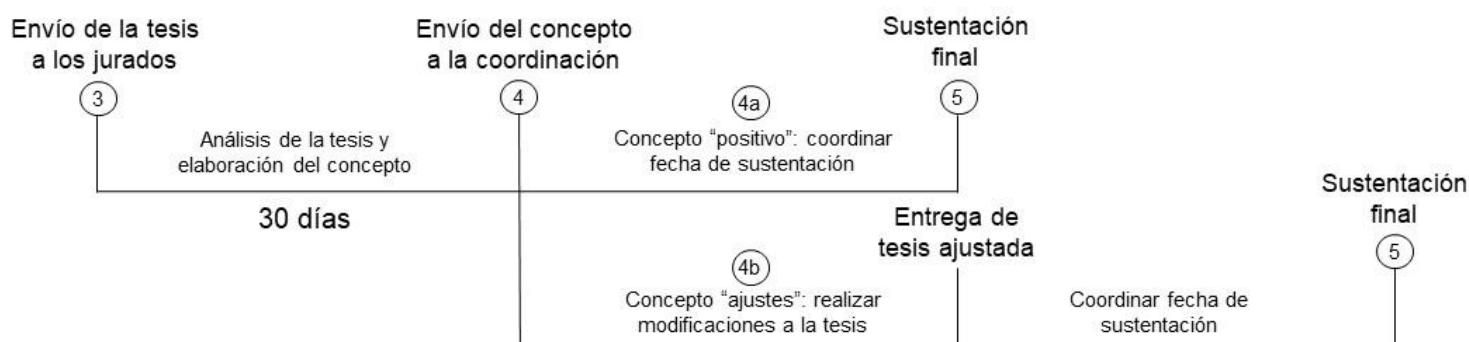 Envío de la tesis
a los jurados
3
Envío del concepto
a la coordinación
4
Sustentación
final
5
Análisis de la tesis y
elaboración del concepto
30 días
4a
Concepto “positivo”: coordinar
fecha de sustentación
Entrega de
tesis ajustada
4b
Concepto “ajustes”: realizar
modificaciones a la tesis
Sustentación
final
5
Coordinar fecha de
sustentación